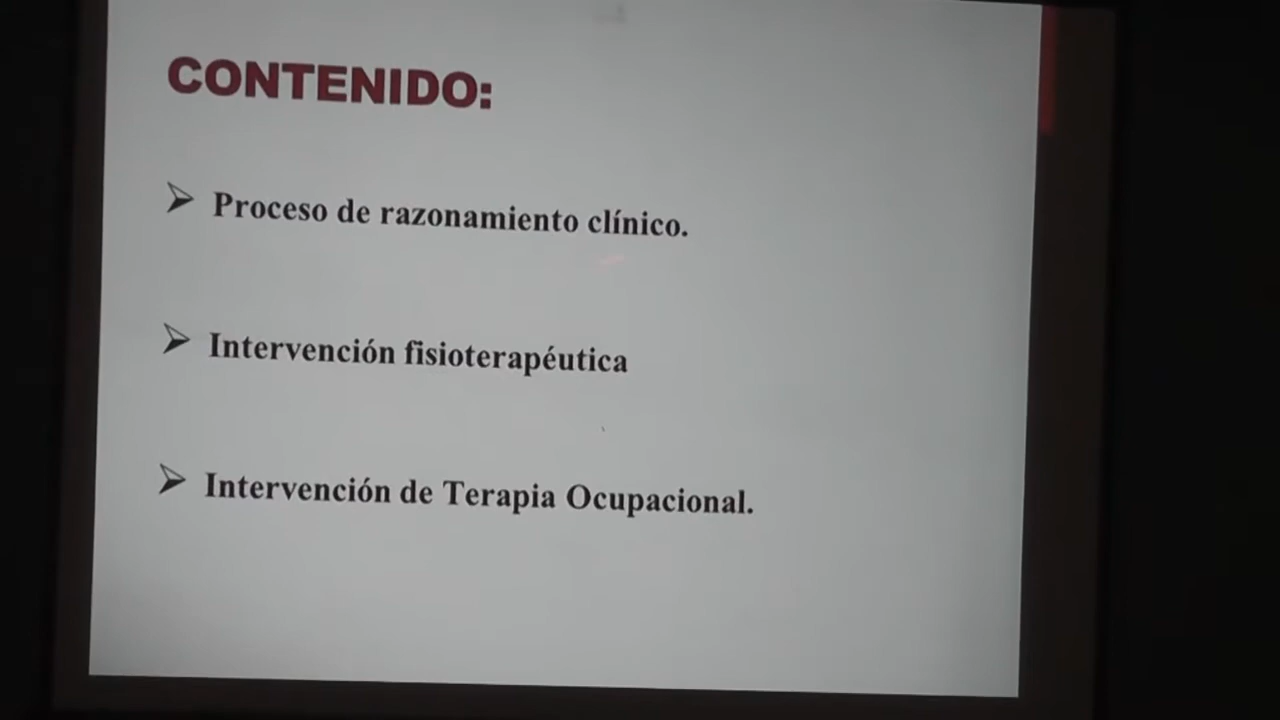 CONTENIDO:
Proceso de razonamiento clínico.
Intervención fisioterapéutica
Intervención de Terapia Ocupacional.